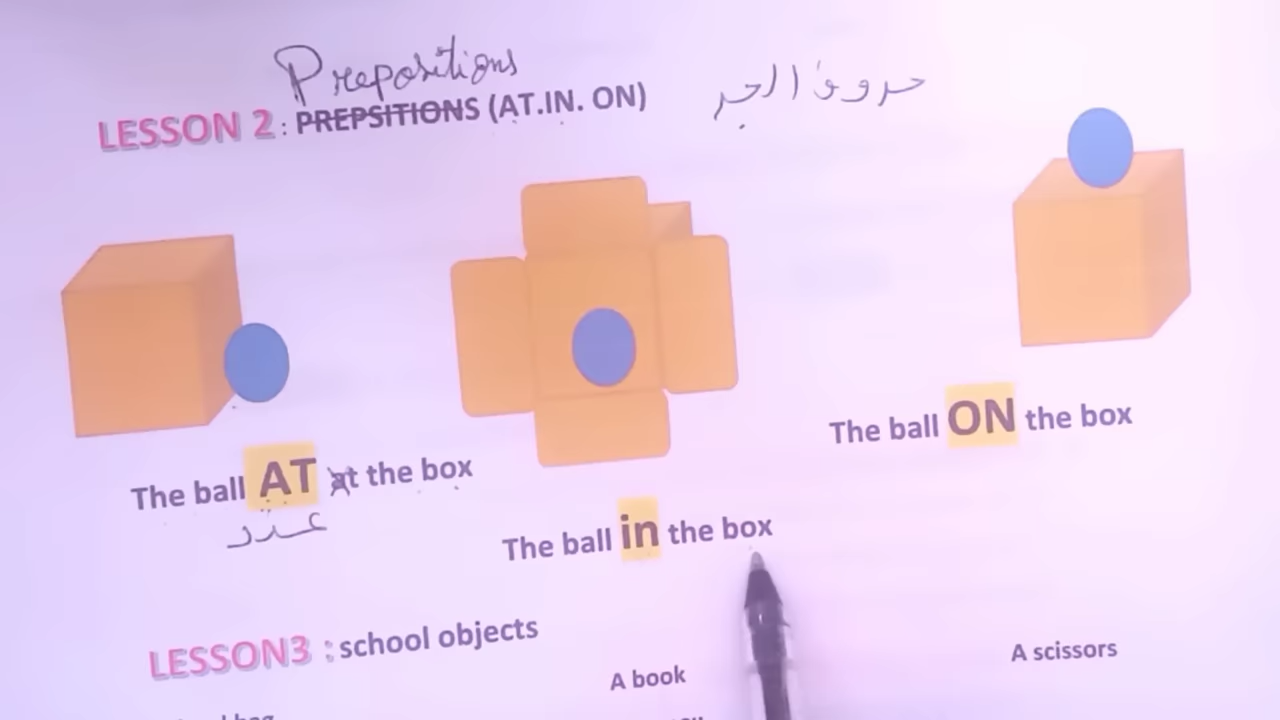 Prepositions
حروف الجر
LESSON 2 : PREPSITIONS (AT.IN. ON)
The ball AT at the box
عند
The ball in the box
The ball ON the box
LESSON3 : school objects
A book
A scissors